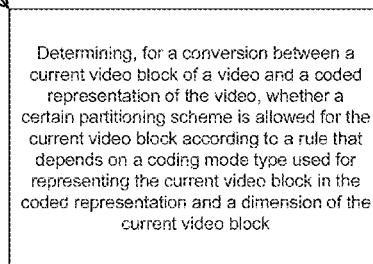 Determining, for a conversion between a
current video block of a video and a coded
representation of the video, whether a
certain partitioning scheme is allowed for the
current video block according to a rule that
depends on a coding mode type used for
representing the current video block in the
coded representation and a dimension of the
current video block